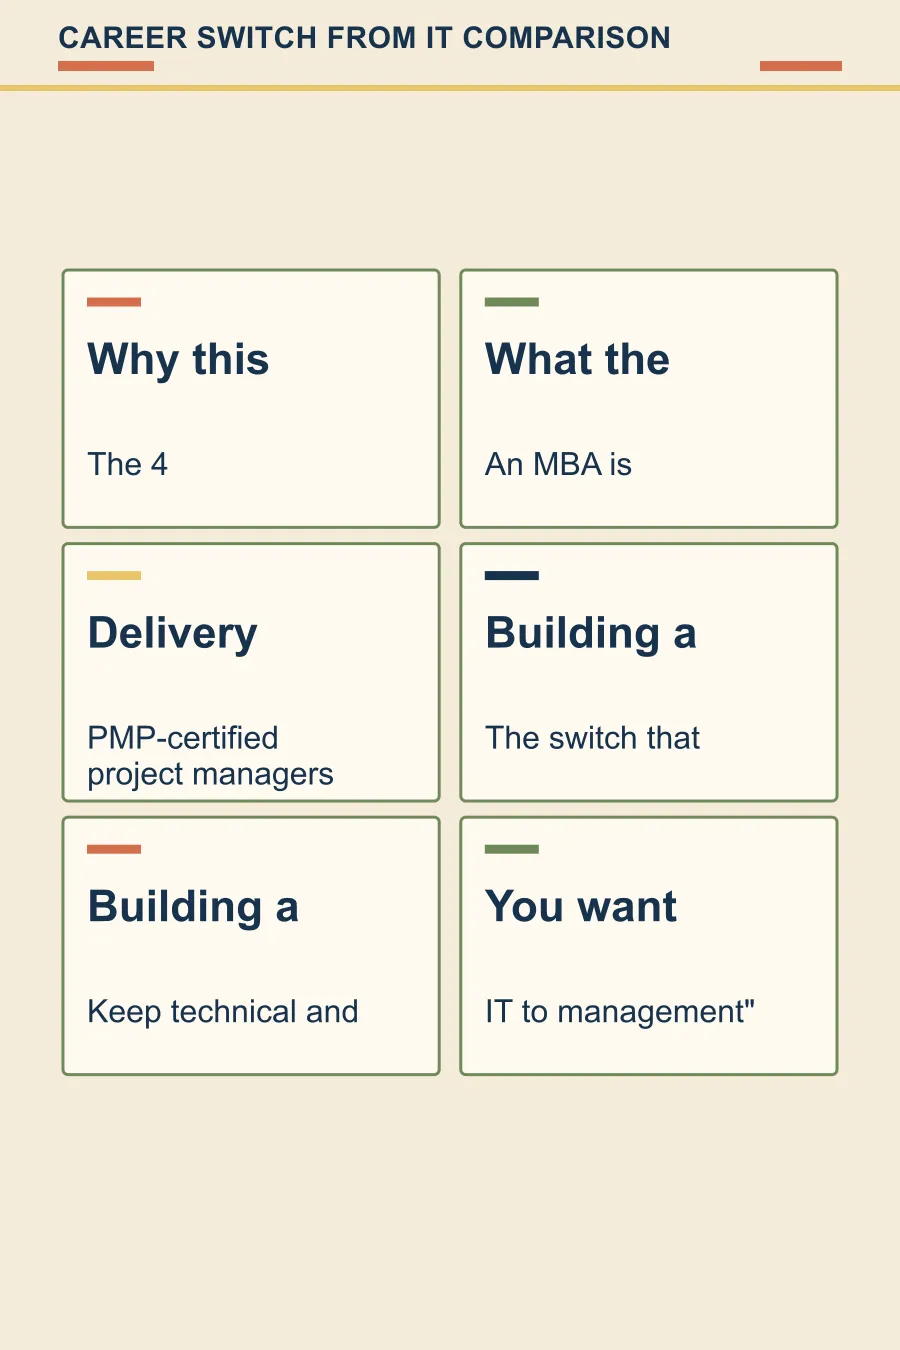 CAREER SWITCH FROM IT COMPARISON
Why this
The 4
What the
An MBA is
Delivery
PMP-certified
project managers
Building a
The switch that
Building a
Keep technical and
You want
IT to management"